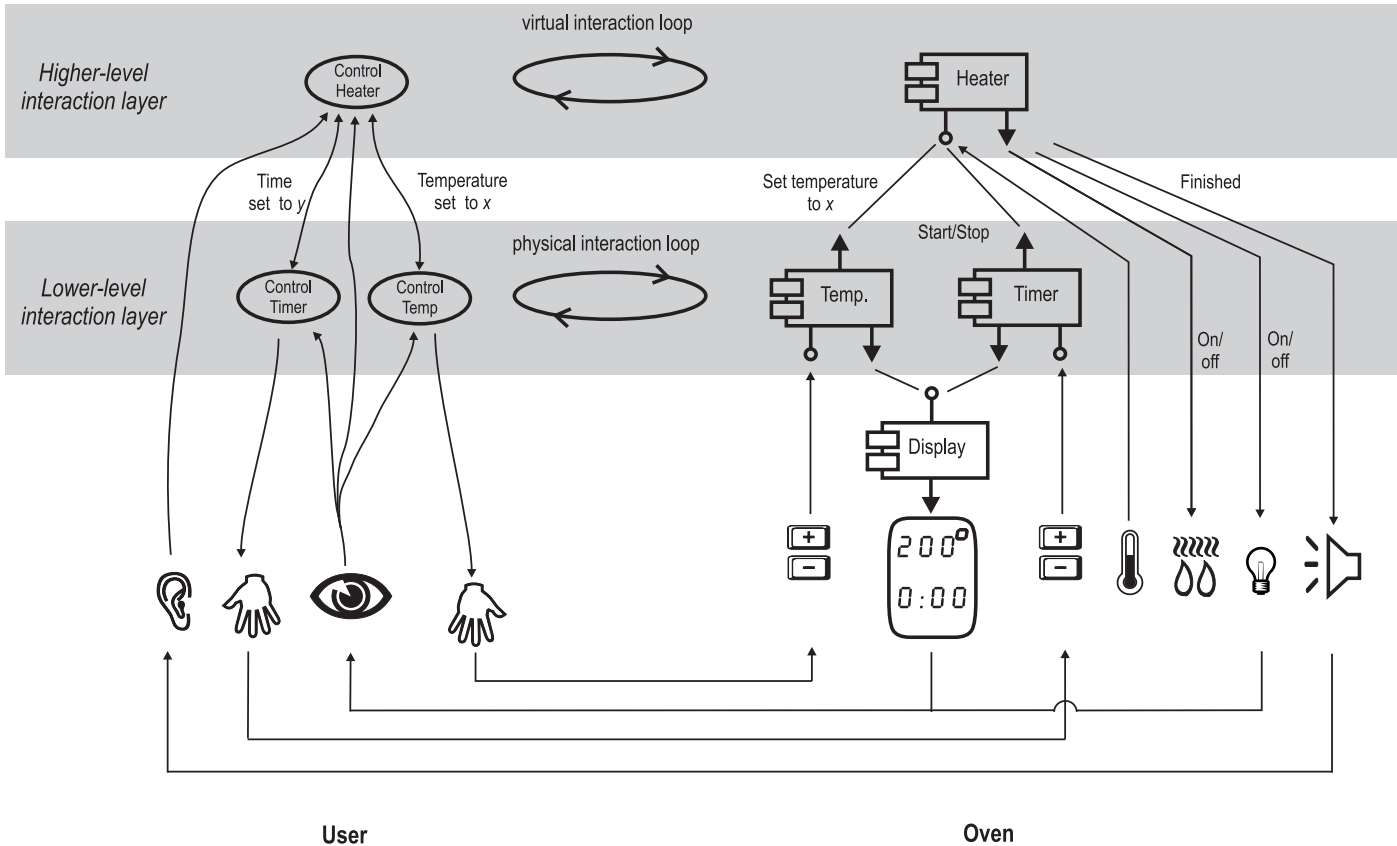 virtual interaction loop
Higher-level
interaction layer
Control
Heater
Heater
Time
set to y
Temperature
set to x
Set temperature
to x
Finished
physical interaction loop
Start/Stop
Lower-level
interaction layer
Control
Timer
Control
Temp
Temp.
Timer
On/
off
On/
off
Display
+
−
200°
0:00
+
−
User
Oven